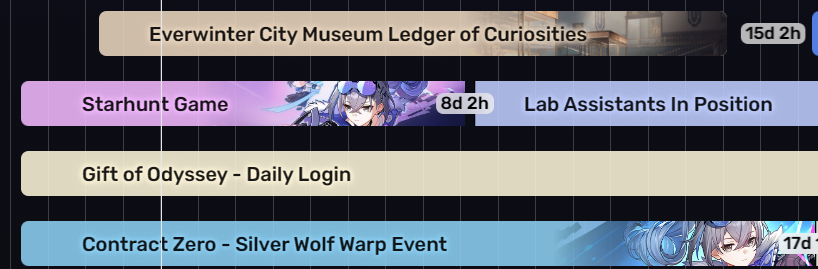 Everwinter City Museum Ledger of Curiosities
15d 2h
Starhunt Game
8d 2h
Lab Assistants In Position
Gift of Odyssey - Daily Login
Contract Zero - Silver Wolf Warp Event
17d